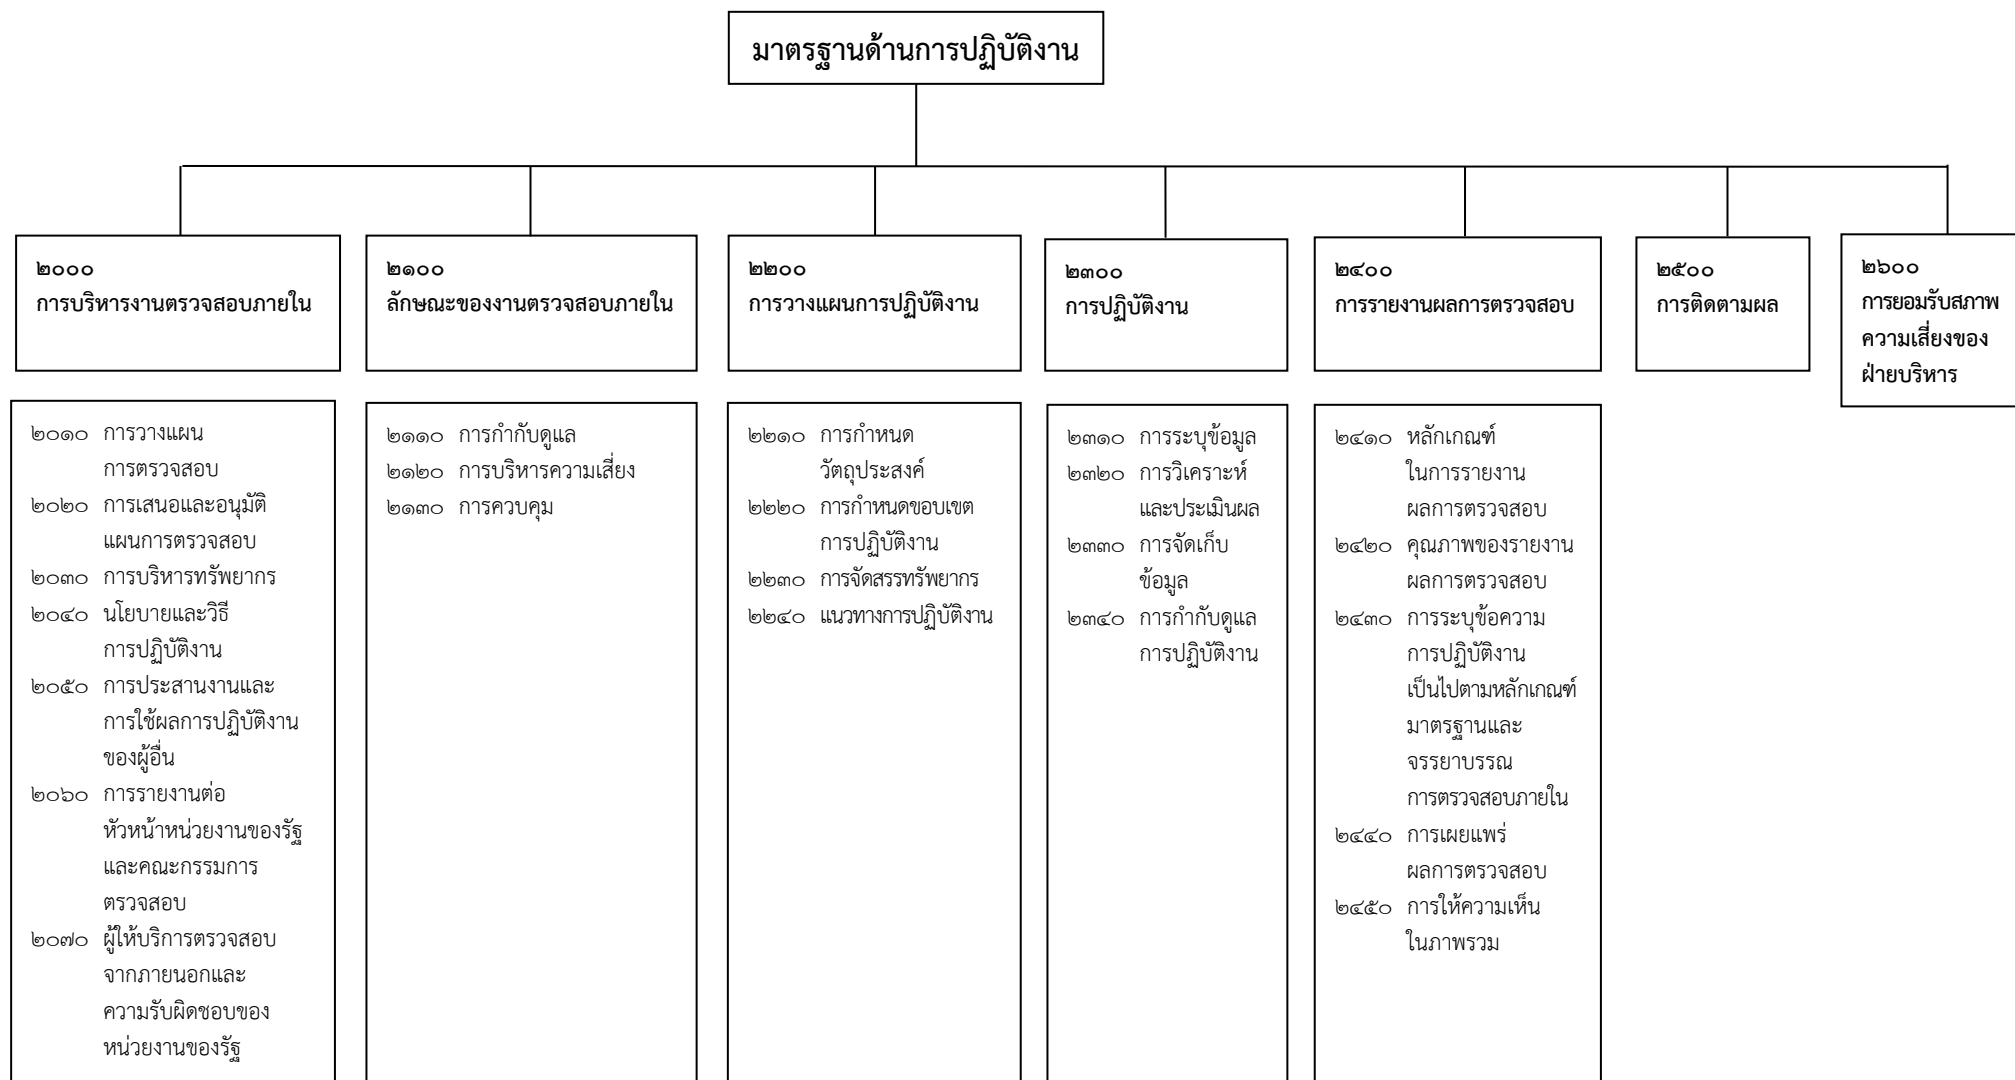 มาตรฐานด้านการปฏิบัติงาน
๒๐๐๐
การบริหารงานตรวจสอบภายใน
๒๑๐๐
ลักษณะของงานตรวจสอบภายใน
๒๒๐๐
การวางแผนการปฏิบัติงาน
๒๓๐๐
การปฏิบัติงาน
๒๔๐๐
การรายงานผลการตรวจสอบ
๒๕๐๐
การติดตามผล
๒๖๐๐
การยอมรับสภาพ
ความเสี่ยงของ
ฝ่ายบริหาร
๒๐๑๐ การวางแผน
การตรวจสอบ
๒๐๒๐ การเสนอและอนุมัติ
แผนการตรวจสอบ
๒๐๓๐ การบริหารทรัพยากร
๒๐๔๐ นโยบายและวิธี
การปฏิบัติงาน
๒๐๕๐ การประสานงานและ
การใช้ผลการปฏิบัติงาน
ของผู้อื่น
๒๐๖๐ การรายงานต่อ
หัวหน้าหน่วยงานของรัฐ
และคณะกรรมการ
ตรวจสอบ
๒๐๗๐ ผู้ให้บริการตรวจสอบ
จากภายนอกและ
ความรับผิดชอบของ
หน่วยงานของรัฐ
๒๑๑๐ การกำกับดูแล
๒๑๒๐ การบริหารความเสี่ยง
๒๑๓๐ การควบคุม
๒๒๑๐ การกำหนด
วัตถุประสงค์
๒๒๒๐ การกำหนดขอบเขต
การปฏิบัติงาน
๒๒๓๐ การจัดสรรทรัพยากร
๒๒๔๐ แนวทางการปฏิบัติงาน
๒๓๑๐ การระบุข้อมูล
๒๓๒๐ การวิเคราะห์
และประเมินผล
๒๓๓๐ การจัดเก็บ
ข้อมูล
๒๓๔๐ การกำกับดูแล
การปฏิบัติงาน
๒๔๑๐ หลักเกณฑ์
ในการรายงาน
ผลการตรวจสอบ
๒๔๒๐ คุณภาพของรายงาน
ผลการตรวจสอบ
๒๔๓๐ การระบุข้อความ
การปฏิบัติงาน
เป็นไปตามหลักเกณฑ์
มาตรฐานและ
จรรยาบรรณ
การตรวจสอบภายใน
๒๔๔๐ การเผยแพร่
ผลการตรวจสอบ
๒๔๕๐ การให้ความเห็น
ในภาพรวม